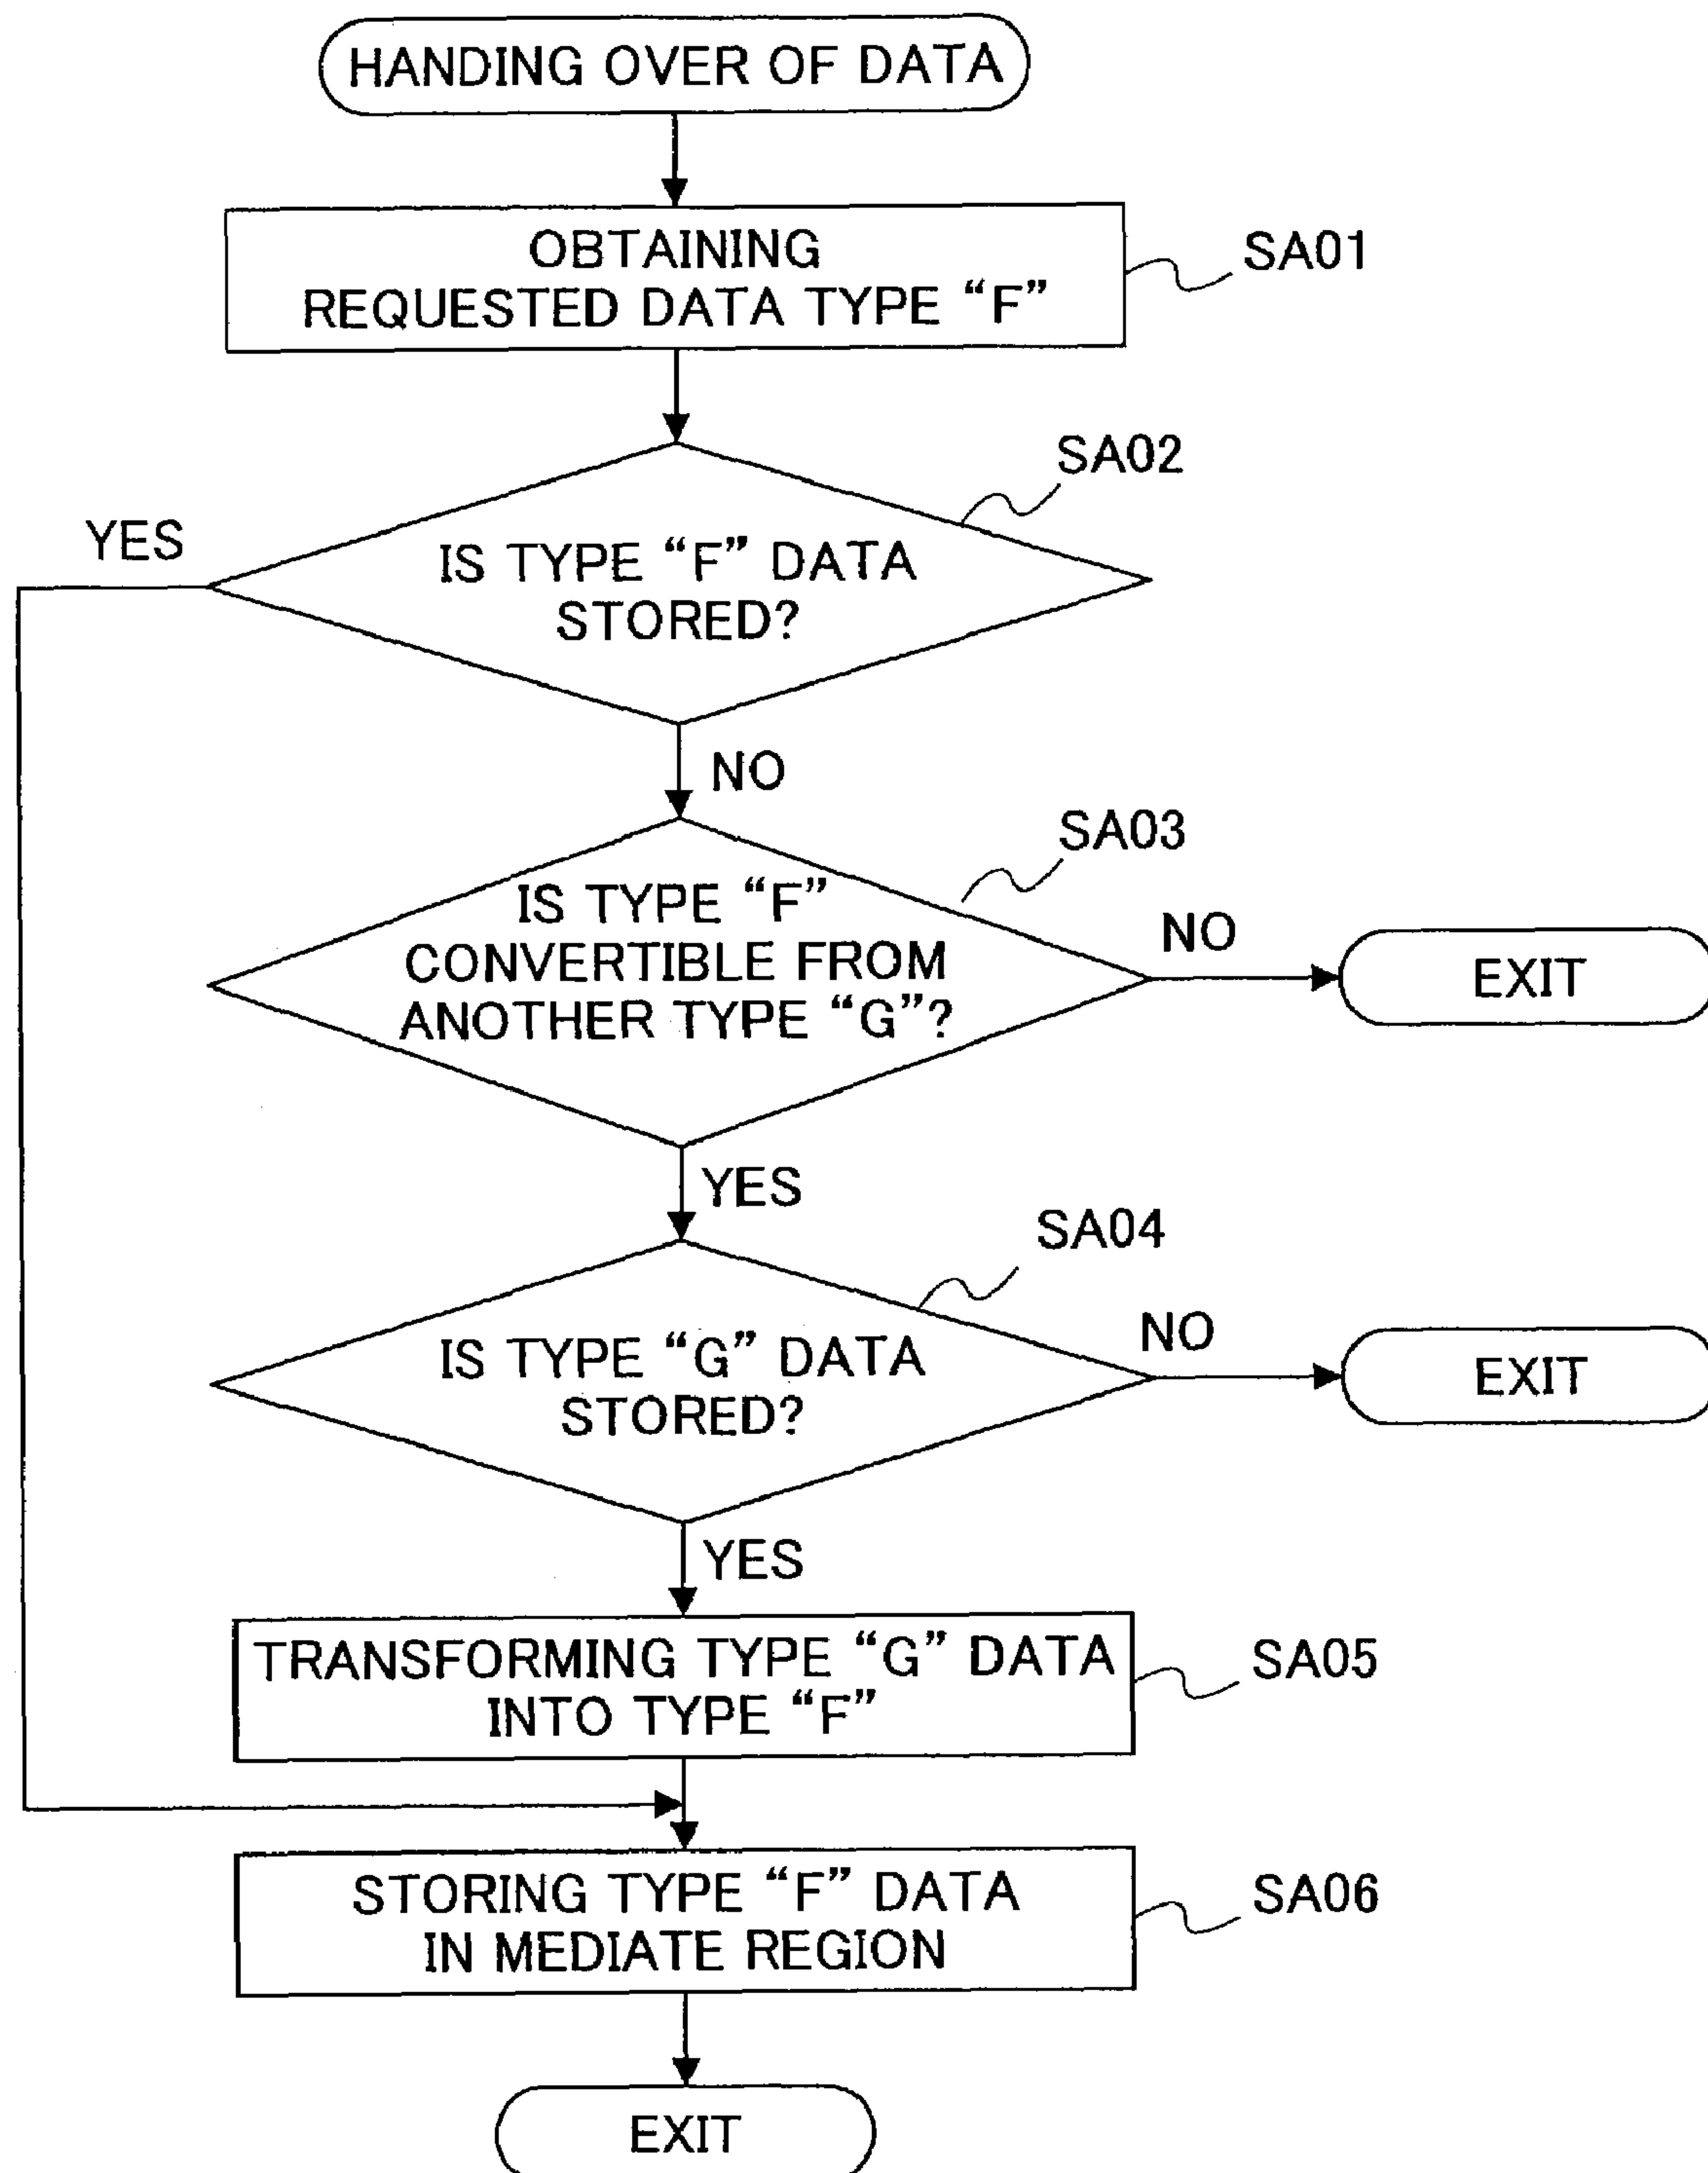 HANDING OVER OF DATA
OBTAINING
REQUESTED DATA TYPE “F”
SA01
SA02
YES
IS TYPE “F” DATA
STORED?
NO
SA03
IS TYPE “F”
CONVERTIBLE FROM
ANOTHER TYPE “G”?
NO
EXIT
YES
SA04
IS TYPE “G” DATA
STORED?
NO
EXIT
YES
TRANSFORMING TYPE “G” DATA
INTO TYPE “F”
SA05
STORING TYPE “F” DATA
IN MEDIATE REGION
SA06
EXIT